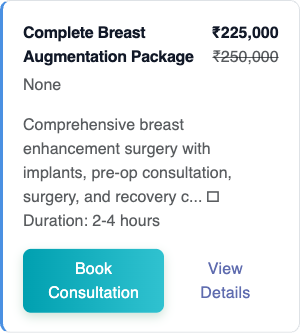 Complete Breast ₹225,000
Augmentation Package ₹250,000
None
Comprehensive breast
enhancement surgery with
implants, pre-op consultation,
surgery, and recovery c... □
Duration: 2-4 hours
Book View
Consultation Details